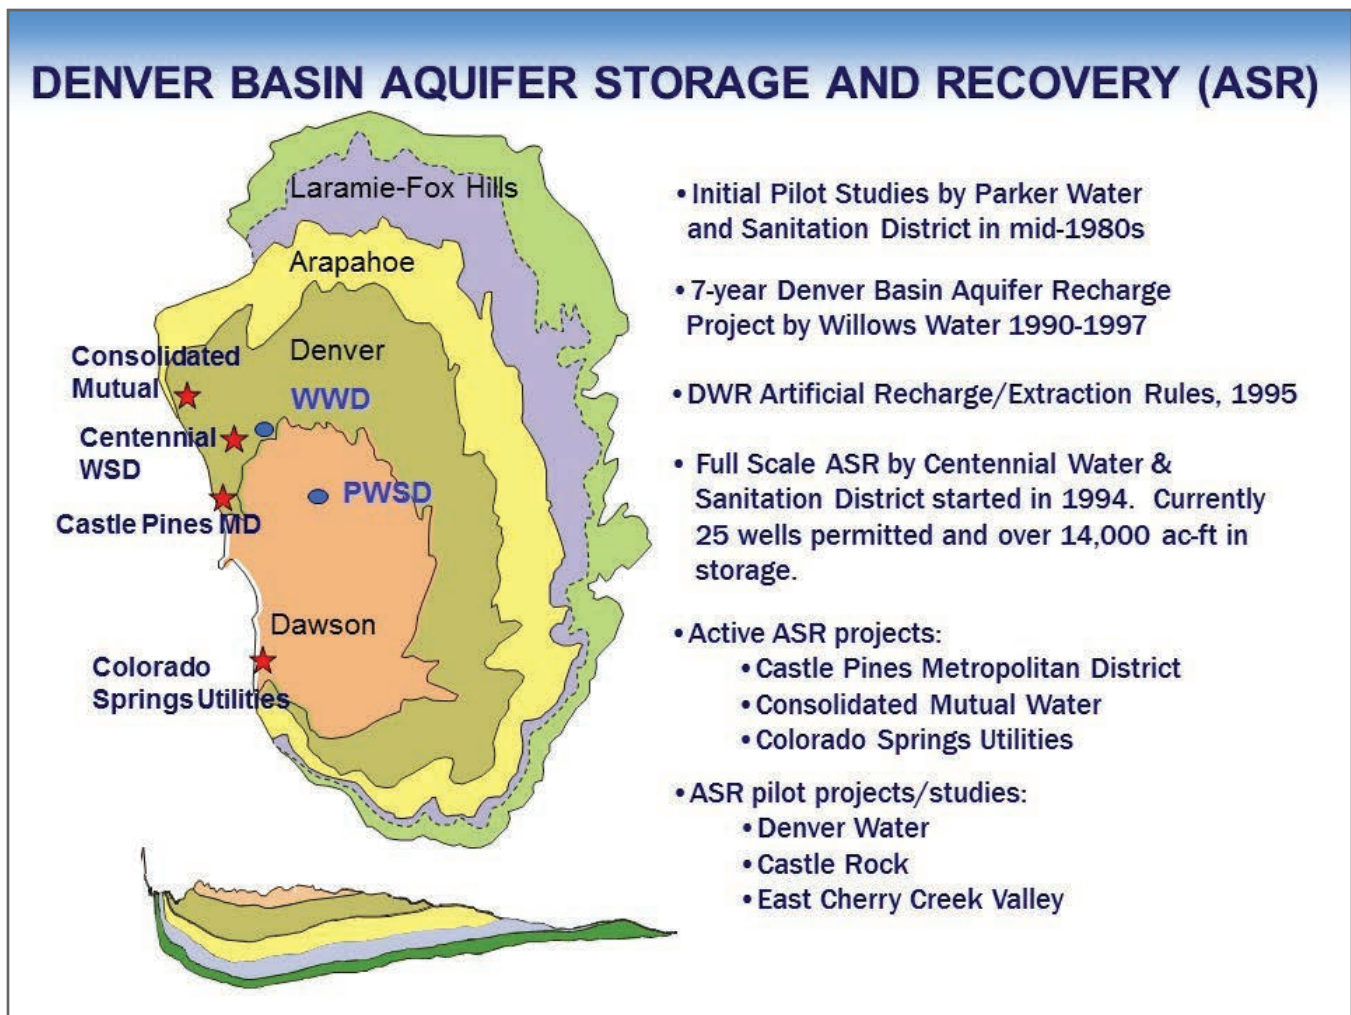 DENVER BASIN AQUIFER STORAGE AND RECOVERY (ASR)
Laramie-Fox Hills
Arapahoe
Denver
Consolidated
Mutual
WWD
Centennial
WSD
PWSD
Castle Pines MD
Dawson
Colorado
Springs Utilities
• Initial Pilot Studies by Parker Water
and Sanitation District in mid-1980s
• 7-year Denver Basin Aquifer Recharge
Project by Willows Water 1990-1997
• DWR Artificial Recharge/Extraction Rules, 1995
• Full Scale ASR by Centennial Water &
Sanitation District started in 1994. Currently
25 wells permitted and over 14,000 ac-ft in
storage.
• Active ASR projects:
• Castle Pines Metropolitan District
• Consolidated Mutual Water
• Colorado Springs Utilities
• ASR pilot projects/studies:
• Denver Water
• Castle Rock
• East Cherry Creek Valley